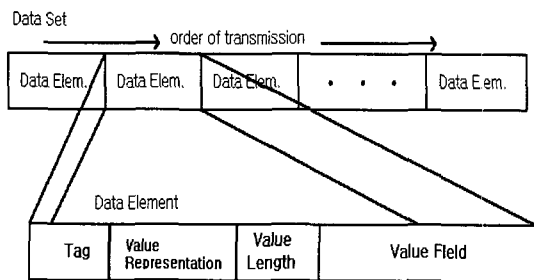 Data Set
order of transmission
Data Elem. Data Elem. Data Elem. . . . Data Elem.
Data Element
Tag Value Representation Value Length Value Field